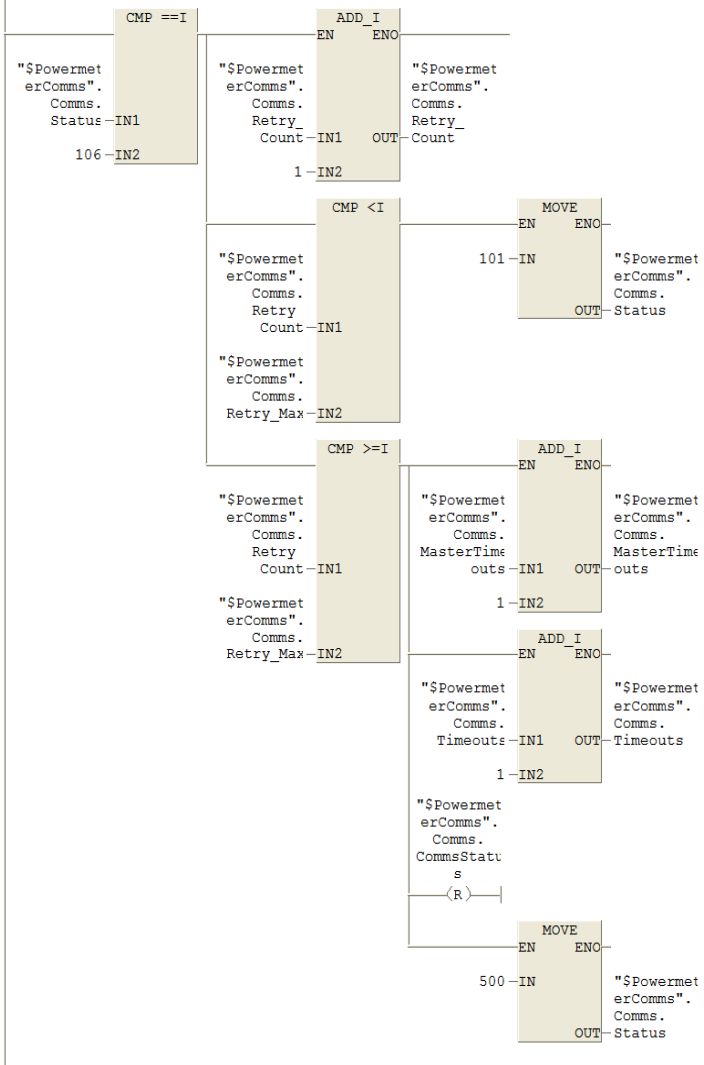 CMP ==I
ADD_I
EN ENO
"$Powermet
erComms".
Comms.
Status
IN1
106
IN2
"$Powermet
erComms".
Comms.
Retry_
Count
IN1
OUT
"$Powermet
erComms".
Comms.
Retry_
Count
1
IN2
CMP <I
MOVE
EN ENO
"$Powermet
erComms".
Comms.
Retry
Count
IN1
"$Powermet
erComms".
Comms.
Retry_Max
IN2
101
IN
OUT
"$Powermet
erComms".
Comms.
Status
CMP >=I
ADD_I
EN ENO
"$Powermet
erComms".
Comms.
Retry
Count
IN1
"$Powermet
erComms".
Comms.
Retry_Max
IN2
"$Powermet
erComms".
Comms.
MasterTime
outs
IN1
OUT
"$Powermet
erComms".
Comms.
MasterTime
outs
1
IN2
ADD_I
EN ENO
"$Powermet
erComms".
Comms.
Timeouts
IN1
OUT
"$Powermet
erComms".
Comms.
Timeouts
1
IN2
"$Powermet
erComms".
Comms.
CommsStatu
s
(R)
MOVE
EN ENO
500
IN
OUT
"$Powermet
erComms".
Comms.
Status